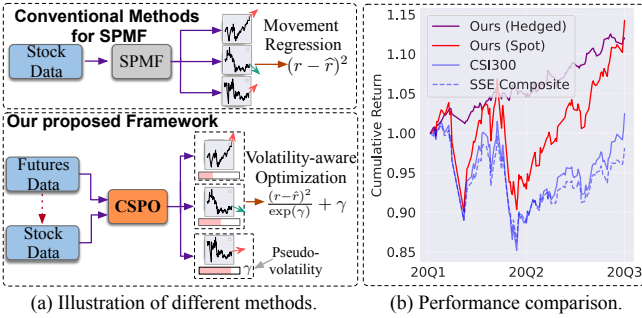 Conventional Methods
for SPMF
Stock
Data
SPMF
Movement
Regression
(r − r̂)²
Our proposed Framework
Futures
Data
Stock
Data
CSPO
Volatility-aware
Optimization
(r−r̂)²
exp(γ)
+ γ
γ
Pseudo-
volatility
(a) Illustration of different methods.
Cumulative Return
1.15
1.10
1.05
1.00
0.95
0.90
0.85
Ours (Hedged)
Ours (Spot)
CSI300
SSE Composite
20Q1
20Q2
20Q3
(b) Performance comparison.